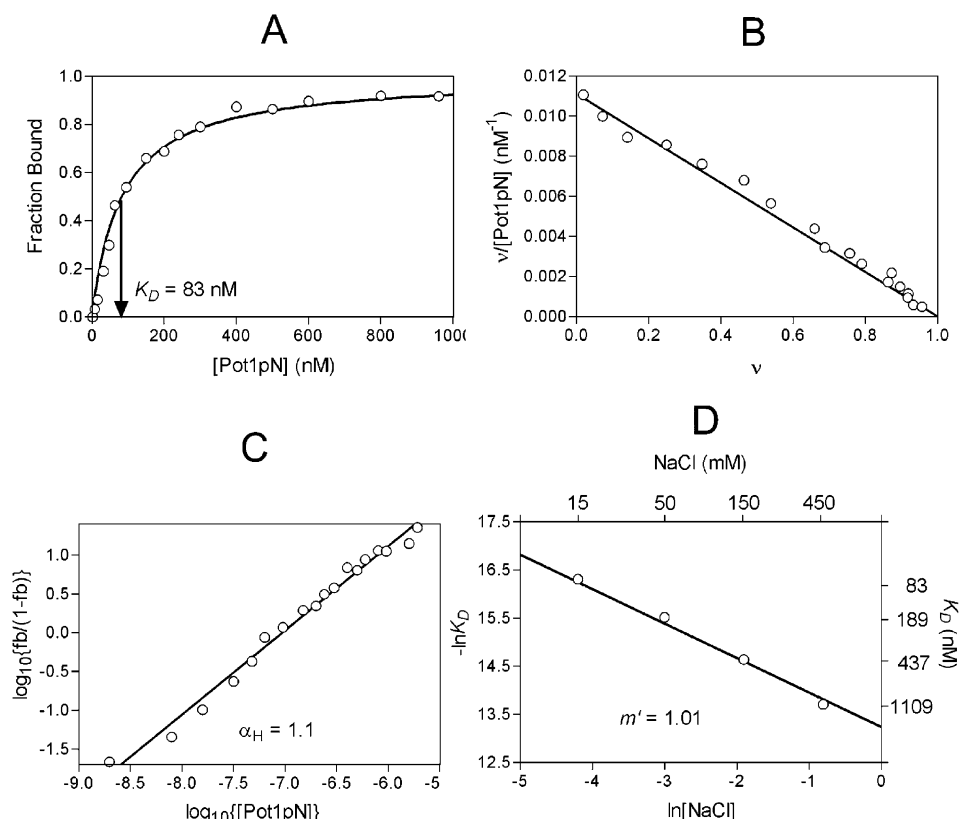 A
B
1.0
0.8
0.6
0.4
0.2
0.0
Fraction Bound
K_D = 83 nM
0 200 400 600 800 100(
[Pot1pN] (nM)
0.012
0.010
0.008
0.006
0.004
0.002
0.000
ν/[Pot1pN] (nM⁻¹)
0.0 0.2 0.4 0.6 0.8 1.0
ν
C
D
1.0
0.5
0.0
-0.5
-1.0
-1.5
log₁₀{fb/(1-fb)}
α_H = 1.1
-9.0 -8.5 -8.0 -7.5 -7.0 -6.5 -6.0 -5
log₁₀{[Pot1pN]}
NaCl (mM)
15 50 150 450
17.5
16.5
15.5
14.5
13.5
12.5
-lnK_D
m' = 1.01
83
189
437
1109
K_D (nM)
-5 -4 -3 -2 -1 0
ln[NaCl]